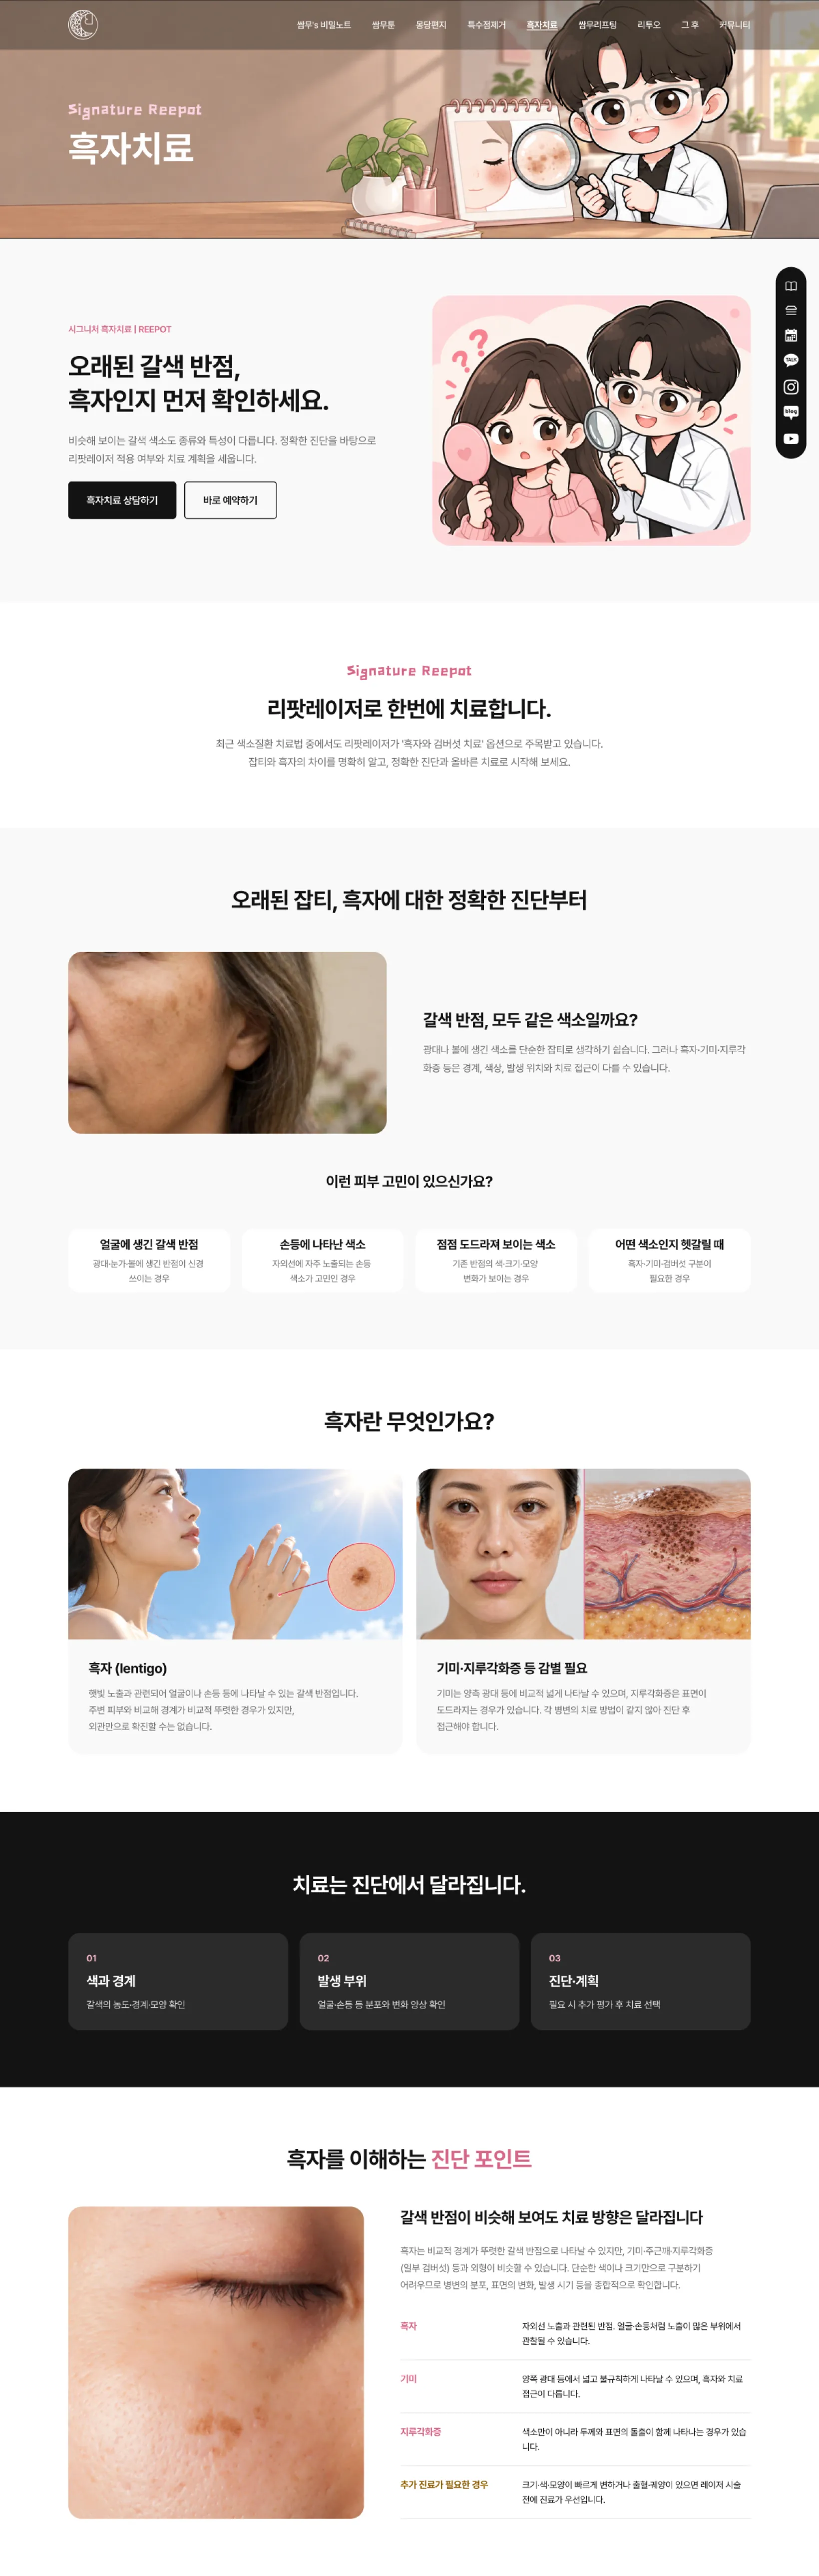 쌈무's 비밀노트 쌈무툰 몽당편지 특수점제거 흑자치료 쌈무리프팅 리투오 그 후 커뮤니티
Signature Reepot
흑자치료
시그니처 흑자치료 | REEPOT
오래된 갈색 반점,
흑자인지 먼저 확인하세요.
비슷해 보이는 갈색 색소도 종류와 특성이 다릅니다. 정확한 진단을 바탕으로
리팟레이저 적용 여부와 치료 계획을 세웁니다.
흑자치료 상담하기 바로 예약하기
???
TALK
blog
Signature Reepot
리팟레이저로 한번에 치료합니다.
최근 색소질환 치료법 중에서도 리팟레이저가 '흑자와 검버섯 치료' 옵션으로 주목받고 있습니다.
잡티와 흑자의 차이를 명확히 알고, 정확한 진단과 올바른 치료로 시작해 보세요.
오래된 잡티, 흑자에 대한 정확한 진단부터
갈색 반점, 모두 같은 색소일까요?
광대나 볼에 생긴 색소를 단순한 잡티로 생각하기 쉽습니다. 그러나 흑자·기미·지루각
화증 등은 경계, 색상, 발생 위치와 치료 접근이 다를 수 있습니다.
이런 피부 고민이 있으신가요?
얼굴에 생긴 갈색 반점
광대·눈가·볼에 생긴 반점이 신경
쓰이는 경우
손등에 나타난 색소
자외선에 자주 노출되는 손등
색소가 고민인 경우
점점 도드라져 보이는 색소
기존 반점의 색·크기·모양
변화가 보이는 경우
어떤 색소인지 헷갈릴 때
흑자·기미·검버섯 구분이
필요한 경우
흑자란 무엇인가요?
흑자 (lentigo)
햇빛 노출과 관련되어 얼굴이나 손등 등에 나타날 수 있는 갈색 반점입니다.
주변 피부와 비교해 경계가 비교적 뚜렷한 경우가 있지만,
외관만으로 확진할 수는 없습니다.
기미·지루각화증 등 감별 필요
기미는 양측 광대 등에 비교적 넓게 나타날 수 있으며, 지루각화증은 표면이
도드라지는 경우가 있습니다. 각 병변의 치료 방법이 같지 않아 진단 후
접근해야 합니다.
치료는 진단에서 달라집니다.
01
색과 경계
갈색의 농도·경계·모양 확인
02
발생 부위
얼굴·손등 등 분포와 변화 양상 확인
03
진단·계획
필요 시 추가 평가 후 치료 선택
흑자를 이해하는 진단 포인트
갈색 반점이 비슷해 보여도 치료 방향은 달라집니다
흑자는 비교적 경계가 뚜렷한 갈색 반점으로 나타날 수 있지만, 기미·주근깨·지루각화증
(일부 검버섯) 등과 외형이 비슷할 수 있습니다. 단순한 색이나 크기만으로 구분하기
어려우므로 병변의 분포, 표면의 변화, 발생 시기 등을 종합적으로 확인합니다.
흑자
자외선 노출과 관련된 반점. 얼굴·손등처럼 노출이 많은 부위에서
관찰될 수 있습니다.
기미
양쪽 광대 등에서 넓고 불규칙하게 나타날 수 있으며, 흑자와 치료
접근이 다릅니다.
지루각화증
색소만이 아니라 두께와 표면의 돌출이 함께 나타나는 경우가 있습
니다.
추가 진료가 필요한 경우
크기·색·모양이 빠르게 변하거나 출혈·궤양이 있으면 레이저 시술
전에 진료가 우선입니다.